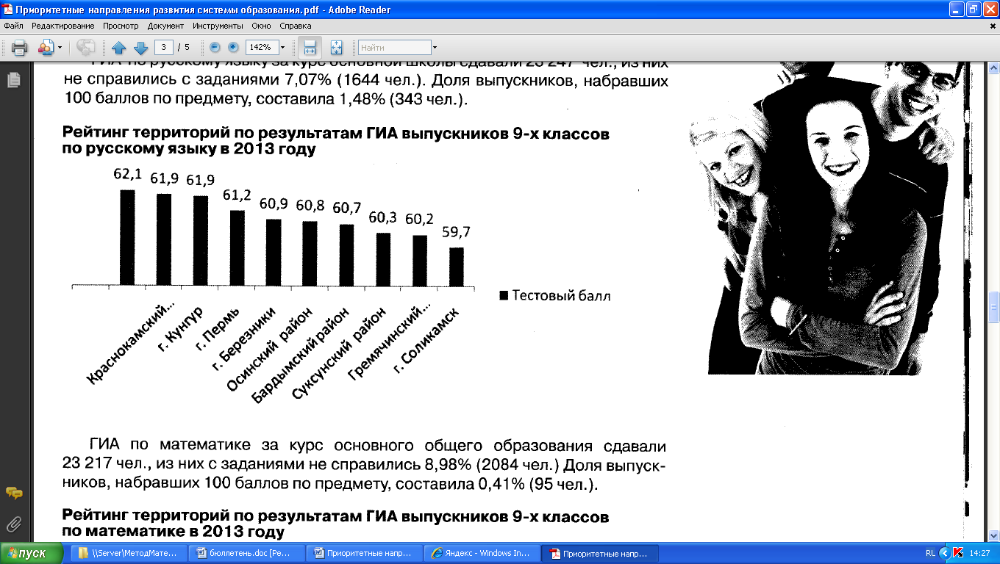 Приоритетные направления развития системы образования.pdf - Adobe Reader
Файл Редактирование Просмотр Документ Инструменты Окно Справка
3 / 5 142% Найти
ГИА по русскому языку за курс основной школы сдавали 23 247 чел., из них
не справились с заданиями 7,07% (1644 чел.). Доля выпускников, набравших
100 баллов по предмету, составила 1,48% (343 чел.).
Рейтинг территорий по результатам ГИА выпускников 9-х классов
по русскому языку в 2013 году
62,1 61,9 61,9 61,2 60,9 60,8 60,7 60,3 60,2 59,7
Тестовый балл
Краснокамский...
г. Кунгур
г. Пермь
г. Березники
Осинский район
Бардымский район
Суксунский район
Гремячинский...
г. Соликамск
ГИА по математике за курс основного общего образования сдавали
23 217 чел., из них с заданиями не справились 8,98% (2084 чел.) Доля выпуск-
ников, набравших 100 баллов по предмету, составила 0,41% (95 чел.).
Рейтинг территорий по результатам ГИА выпускников 9-х классов
по математике в 2013 году
пуск \\Server\МетодМате... бюллетень.doc [Ре... Приоритетные напр... Яндекс - Windows In... Приоритетные напр... RL 14:27